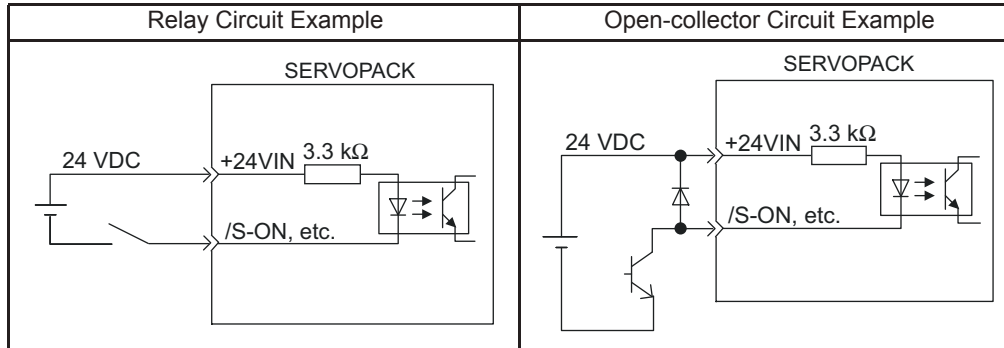 Relay Circuit Example
Open-collector Circuit Example
SERVOPACK
24 VDC
+24VIN
3.3 kΩ
/S-ON, etc.
SERVOPACK
24 VDC
+24VIN
3.3 kΩ
/S-ON, etc.